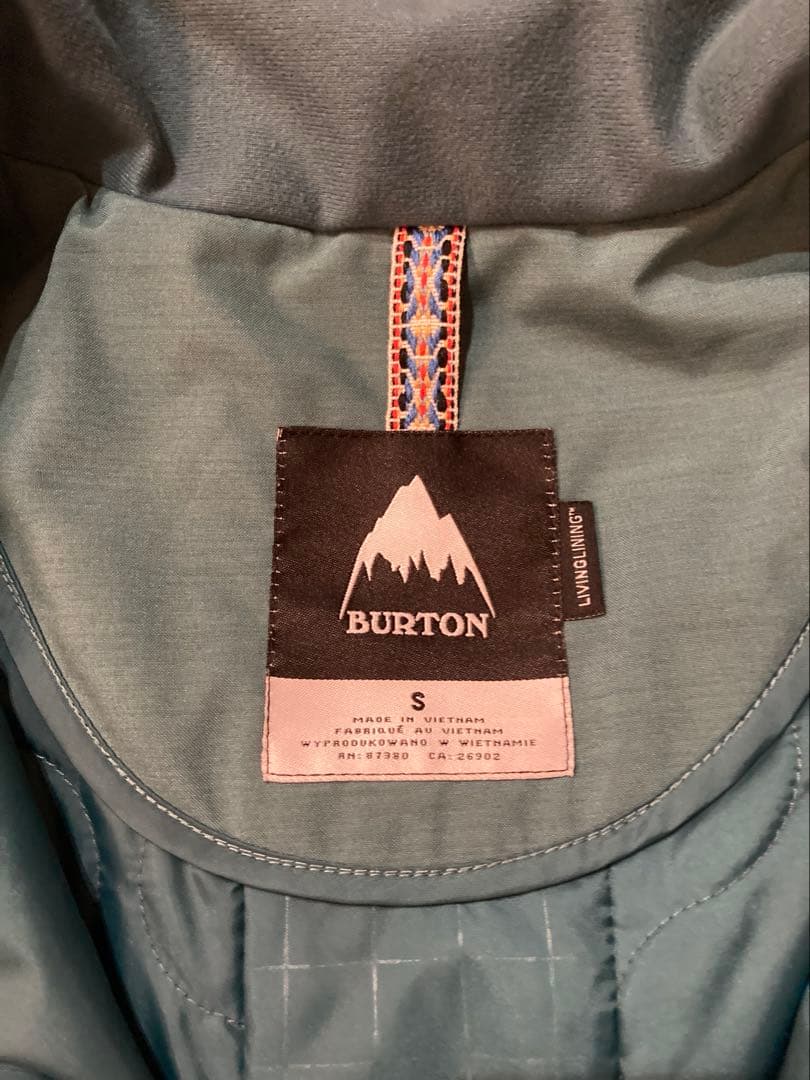 BURTON
LIVINGLINING™
S
MADE IN VIETNAM
FABRIQUÉ AU VIETNAM
WYPRODUKOWANO W WIETNAMIE
RN: 87380 CA: 26902